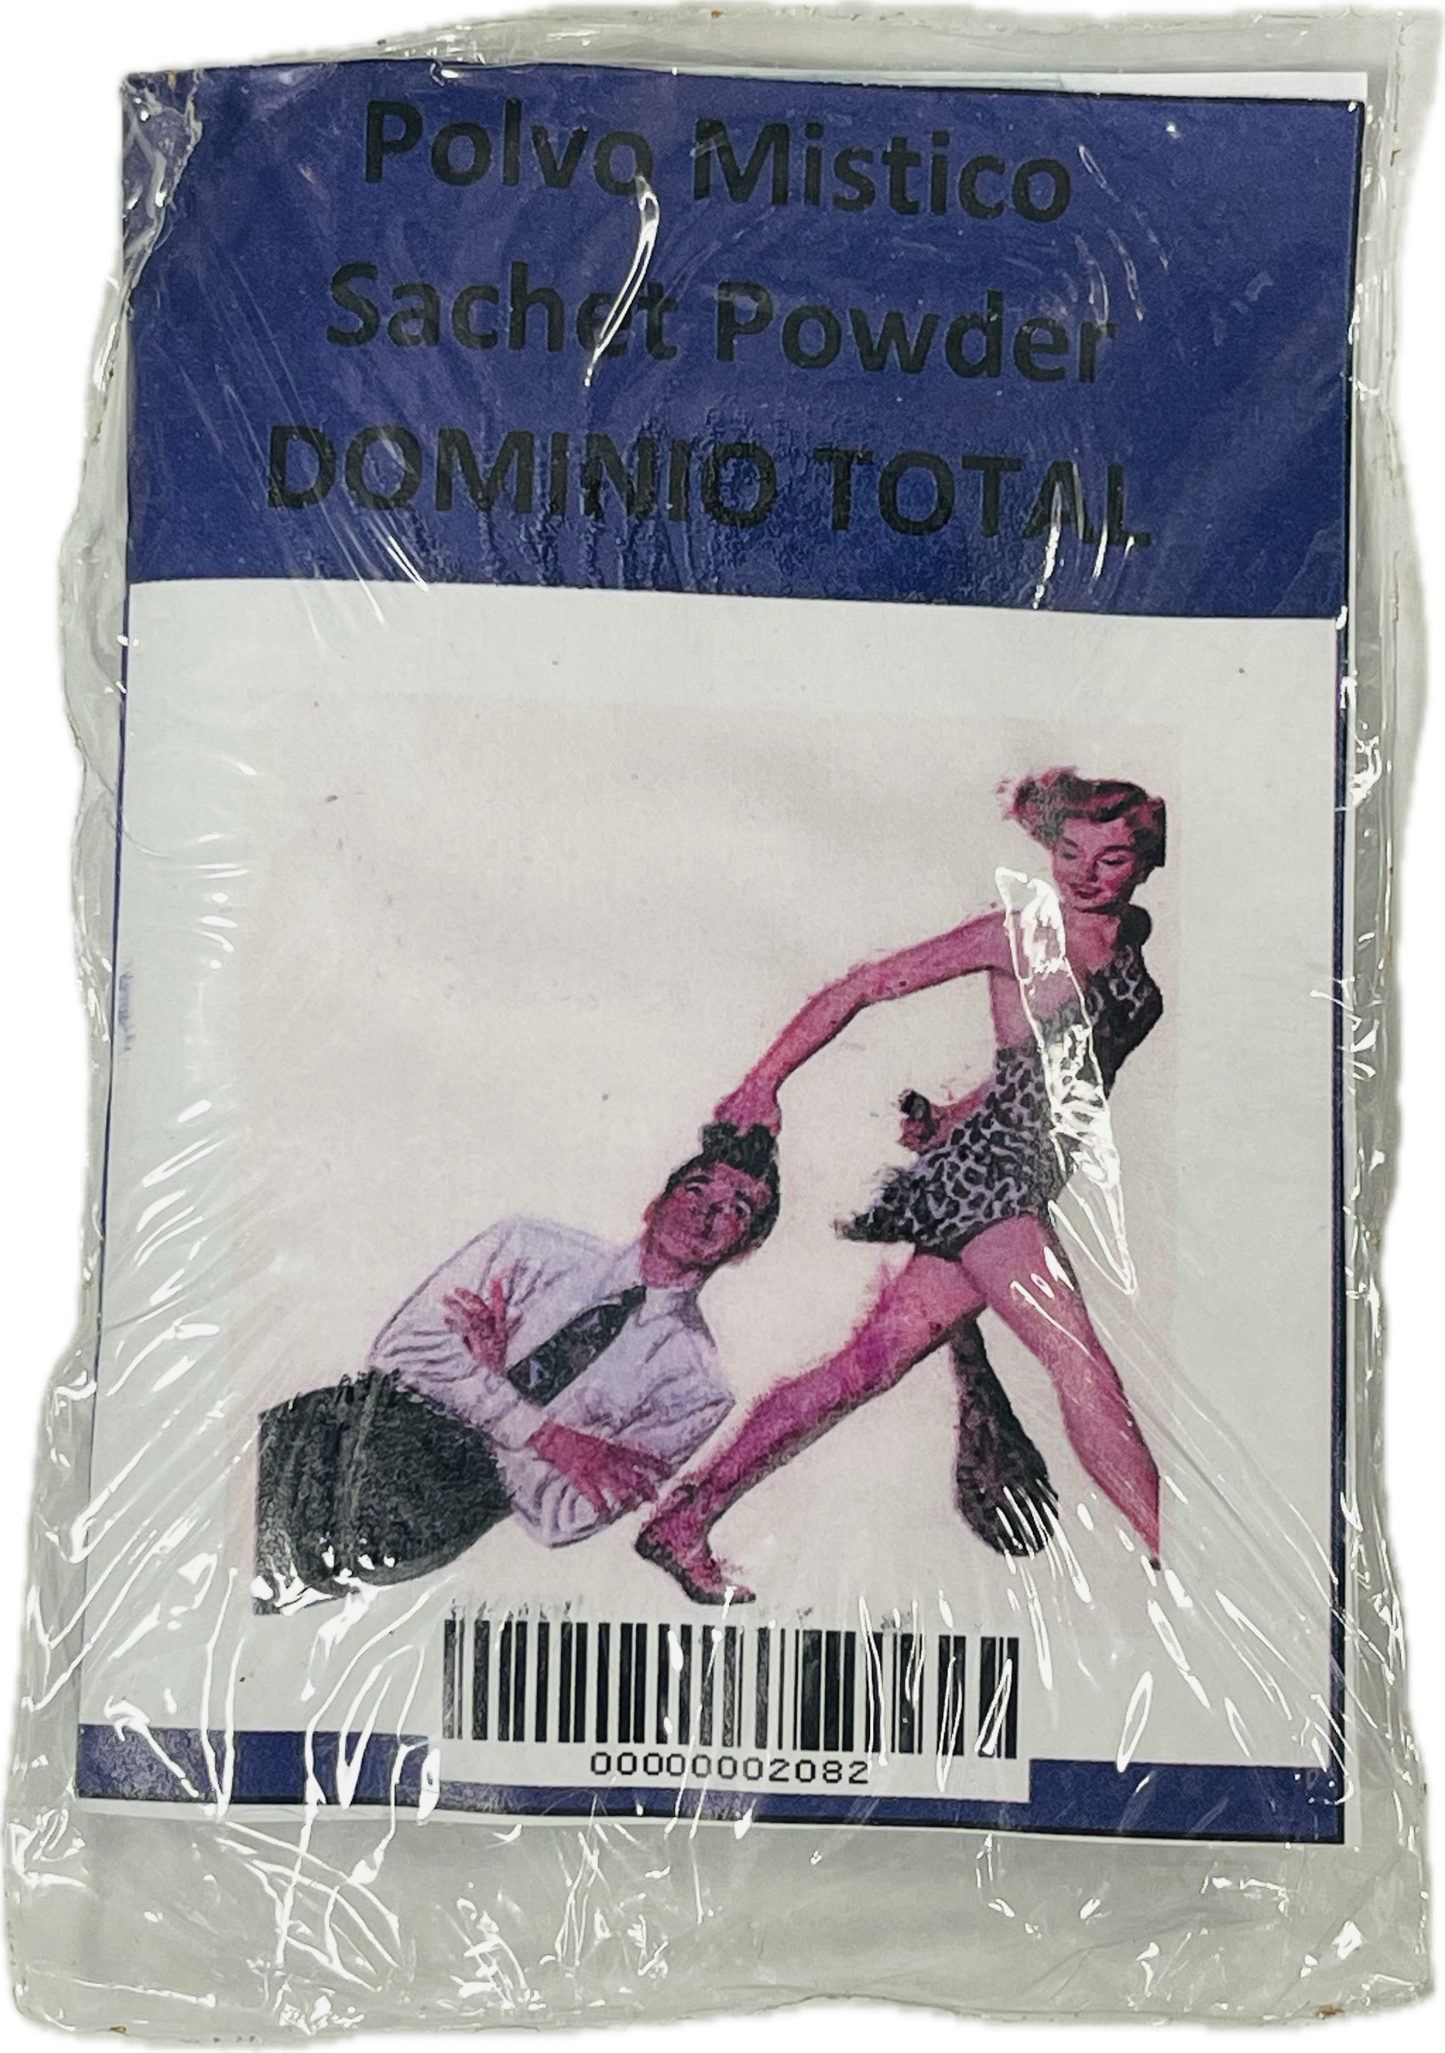 Polvo Mistico
Sachet Powder
DOMINIO TOTAL
00000002082